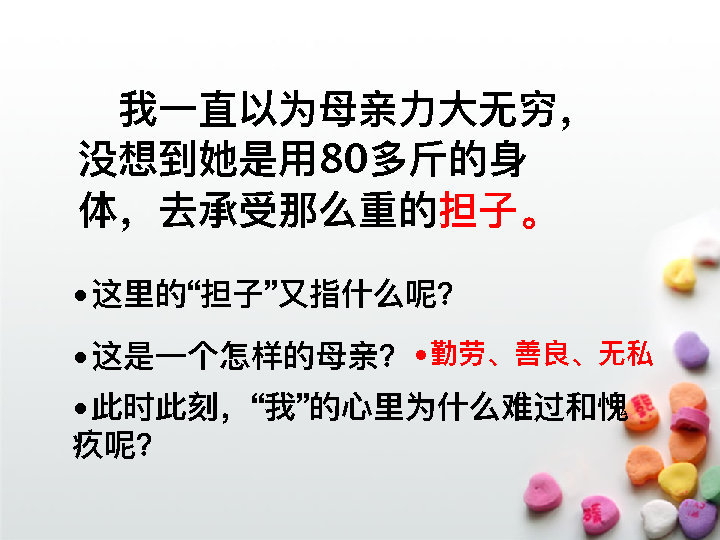 我一直以为母亲力大无穷，
没想到她是用80多斤的身
体，去承受那么重的担子。
•这里的“担子”又指什么呢？
•这是一个怎样的母亲？ •勤劳、善良、无私
•此时此刻，“我”的心里为什么难过和愧
疚呢？